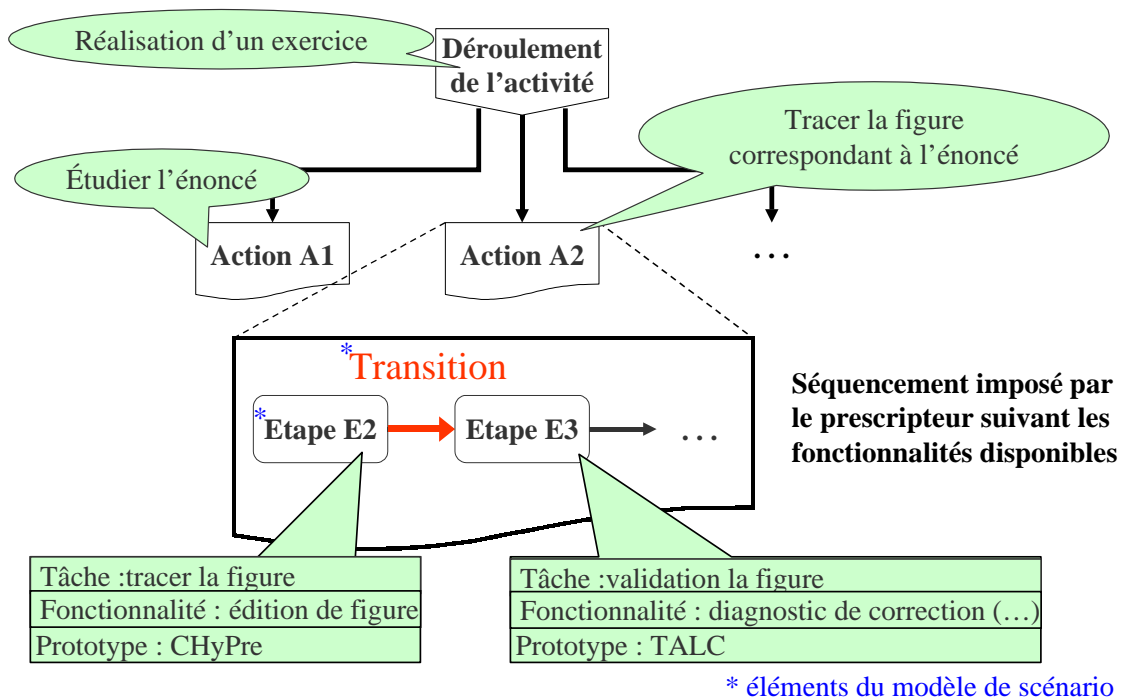 Réalisation d’un exercice
Déroulement
de l’activité
Tracer la figure
correspondant à l’énoncé
Étudier l’énoncé
Action A1
Action A2
...
*Transition
*Etape E2
Etape E3
...
Séquencement imposé par
le prescripteur suivant les
fonctionnalités disponibles
Tâche :tracer la figure
Fonctionnalité : édition de figure
Prototype : CHyPre
Tâche :validation la figure
Fonctionnalité : diagnostic de correction (…)
Prototype : TALC
* éléments du modèle de scénario